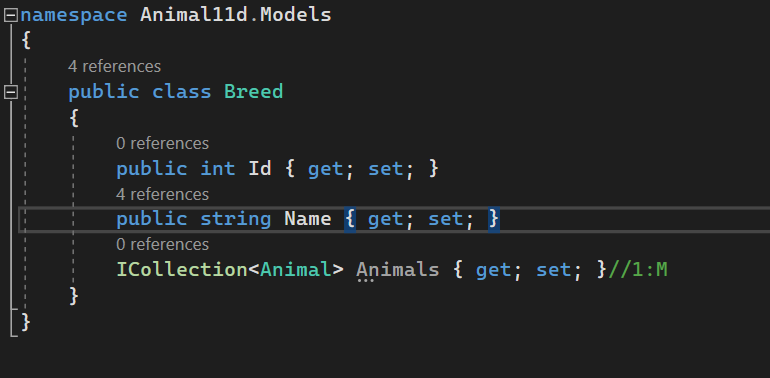 namespace Animal11d.Models
{
4 references
public class Breed
{
0 references
public int Id { get; set; }
4 references
public string Name { get; set; }
0 references
ICollection<Animal> Animals { get; set; }//1:M
}
}